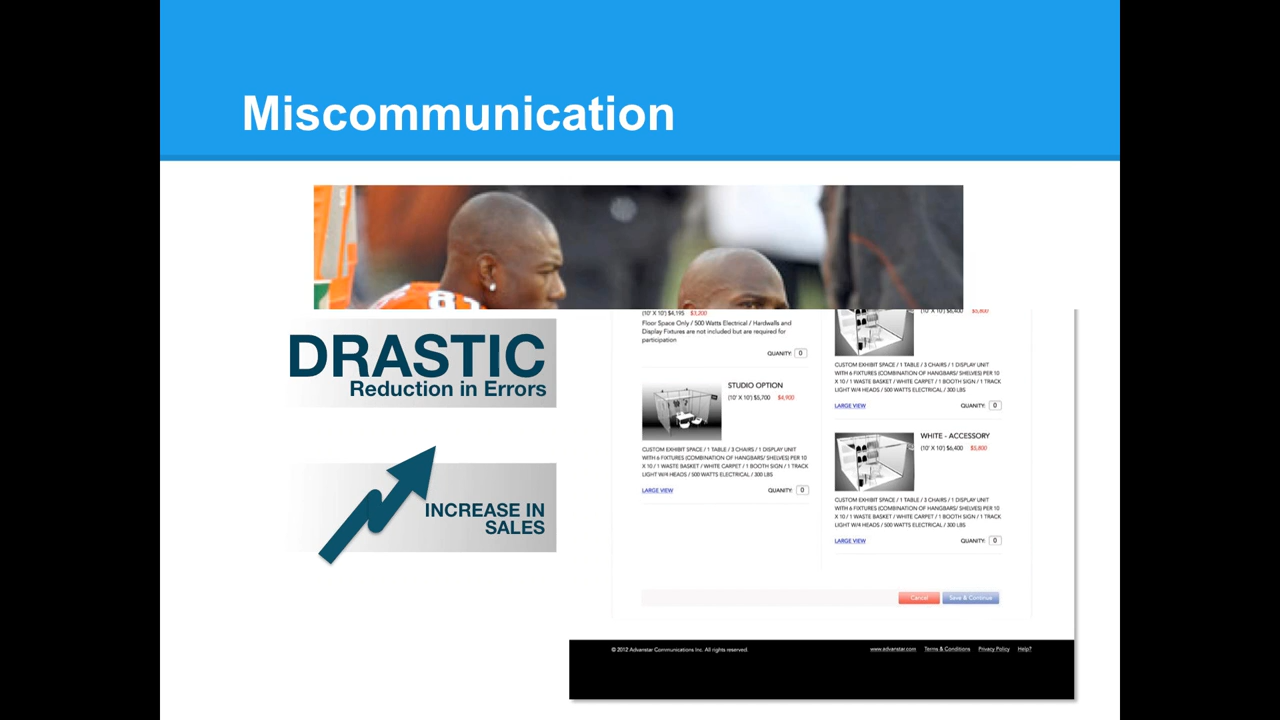 Miscommunication
81
DRASTIC
Reduction in Errors
INCREASE IN
SALES
(10' X 10') $4,195 $3,200
Floor Space Only / 500 Watts Electrical / Hardwalls and
Display Fixtures are not included but are required for
participation
QUANITY: 0
STUDIO OPTION
(10' X 10') $5,700 $4,900
CUSTOM EXHIBIT SPACE / 1 TABLE / 3 CHAIRS / 1 DISPLAY UNIT
WITH 6 FIXTURES (COMBINATION OF HANGBARS/ SHELVES) PER 10
X 10 / 1 WASTE BASKET / WHITE CARPET / 1 BOOTH SIGN / 1 TRACK
LIGHT W/4 HEADS / 500 WATTS ELECTRICAL / 300 LBS
LARGE VIEW QUANITY: 0
(10' X 10') $6,400 $5,800
CUSTOM EXHIBIT SPACE / 1 TABLE / 3 CHAIRS / 1 DISPLAY UNIT
WITH 6 FIXTURES (COMBINATION OF HANGBARS/ SHELVES) PER 10
X 10 / 1 WASTE BASKET / WHITE CARPET / 1 BOOTH SIGN / 1 TRACK
LIGHT W/4 HEADS / 500 WATTS ELECTRICAL / 300 LBS
LARGE VIEW QUANITY: 0
WHITE - ACCESSORY
(10' X 10') $6,400 $5,800
CUSTOM EXHIBIT SPACE / 1 TABLE / 3 CHAIRS / 1 DISPLAY UNIT
WITH 6 FIXTURES (COMBINATION OF HANGBARS/ SHELVES) PER 10
X 10 / 1 WASTE BASKET / WHITE CARPET / 1 BOOTH SIGN / 1 TRACK
LIGHT W/4 HEADS / 500 WATTS ELECTRICAL / 300 LBS
LARGE VIEW QUANITY: 0
Cancel Save & Continue
© 2012 Advanstar Communications Inc. All rights reserved. www.advanstar.com Terms & Conditions Privacy Policy Help?